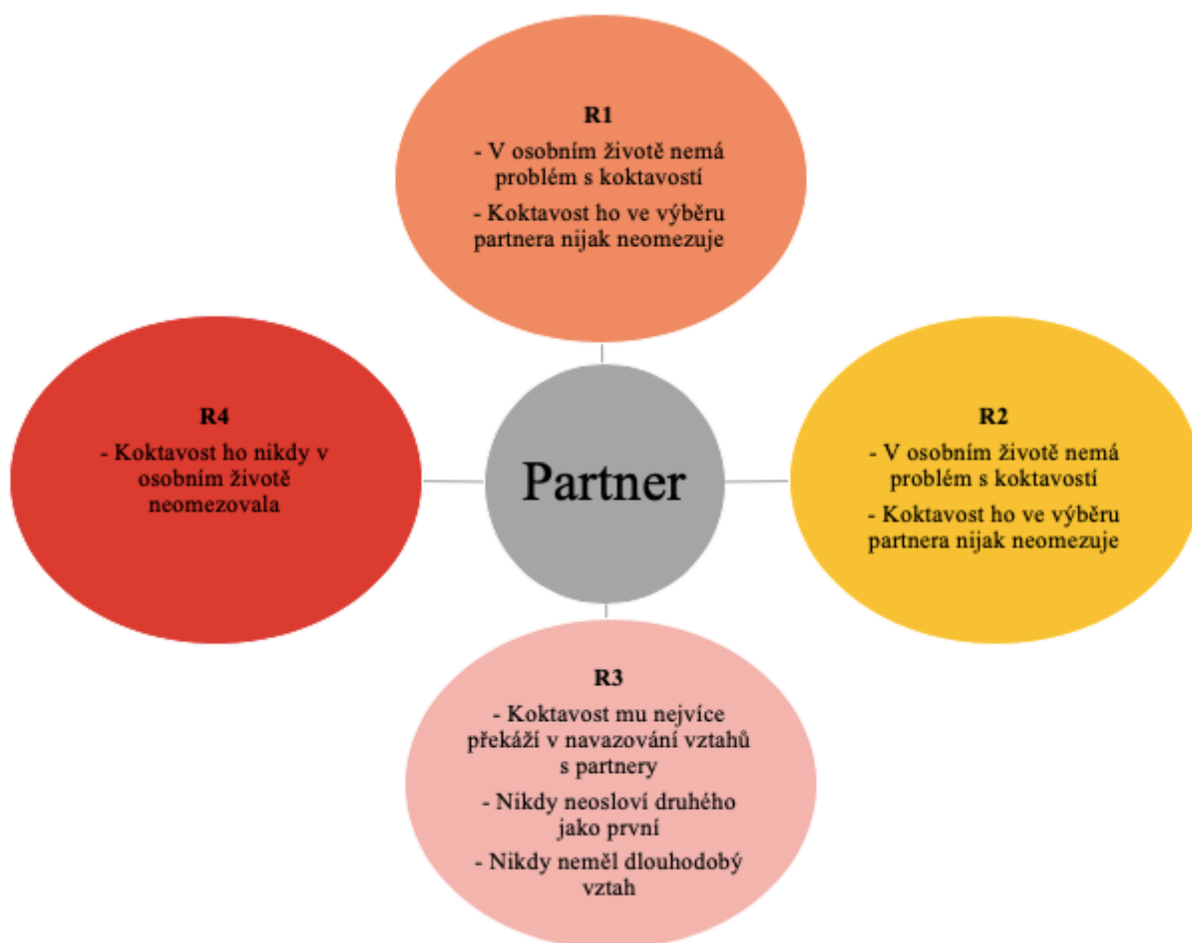 R1
- V osobním životě nemá
problém s koktavostí
- Koktavost ho ve výběru
partnera nijak neomezuje
R4
- Koktavost ho nikdy v
osobním životě
neomezovala
Partner
R2
- V osobním životě nemá
problém s koktavostí
- Koktavost ho ve výběru
partnera nijak neomezuje
R3
- Koktavost mu nejvíce
překáží v navazování vztahů
s partnery
- Nikdy neosloví druhého
jako první
- Nikdy neměl dlouhodobý
vztah